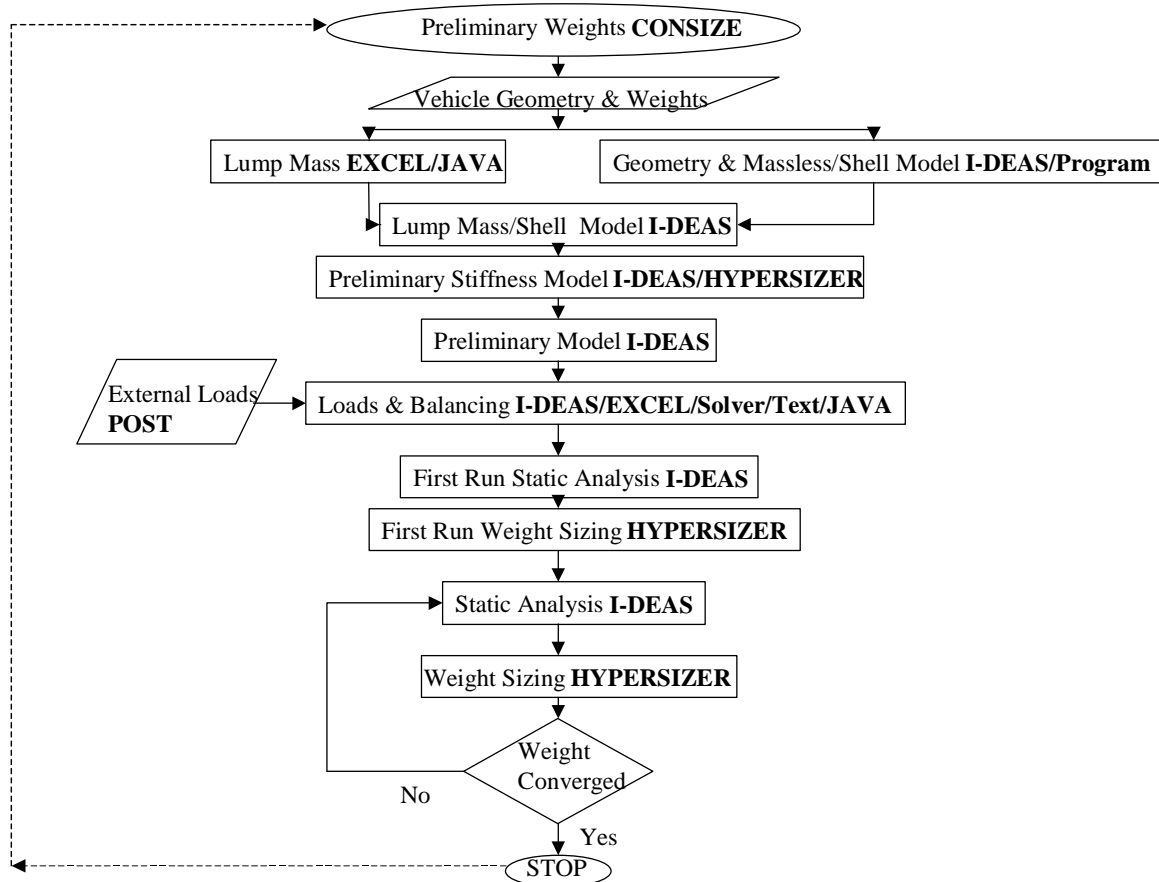 Preliminary Weights CONSIZE
Vehicle Geometry & Weights
Lump Mass EXCEL/JAVA
Geometry & Massless/Shell Model I-DEAS/Program
Lump Mass/Shell Model I-DEAS
Preliminary Stiffness Model I-DEAS/HYPERSIZER
Preliminary Model I-DEAS
External Loads
POST
Loads & Balancing I-DEAS/EXCEL/Solver/Text/JAVA
First Run Static Analysis I-DEAS
First Run Weight Sizing HYPERSIZER
Static Analysis I-DEAS
Weight Sizing HYPERSIZER
Weight
Converged
No
Yes
STOP